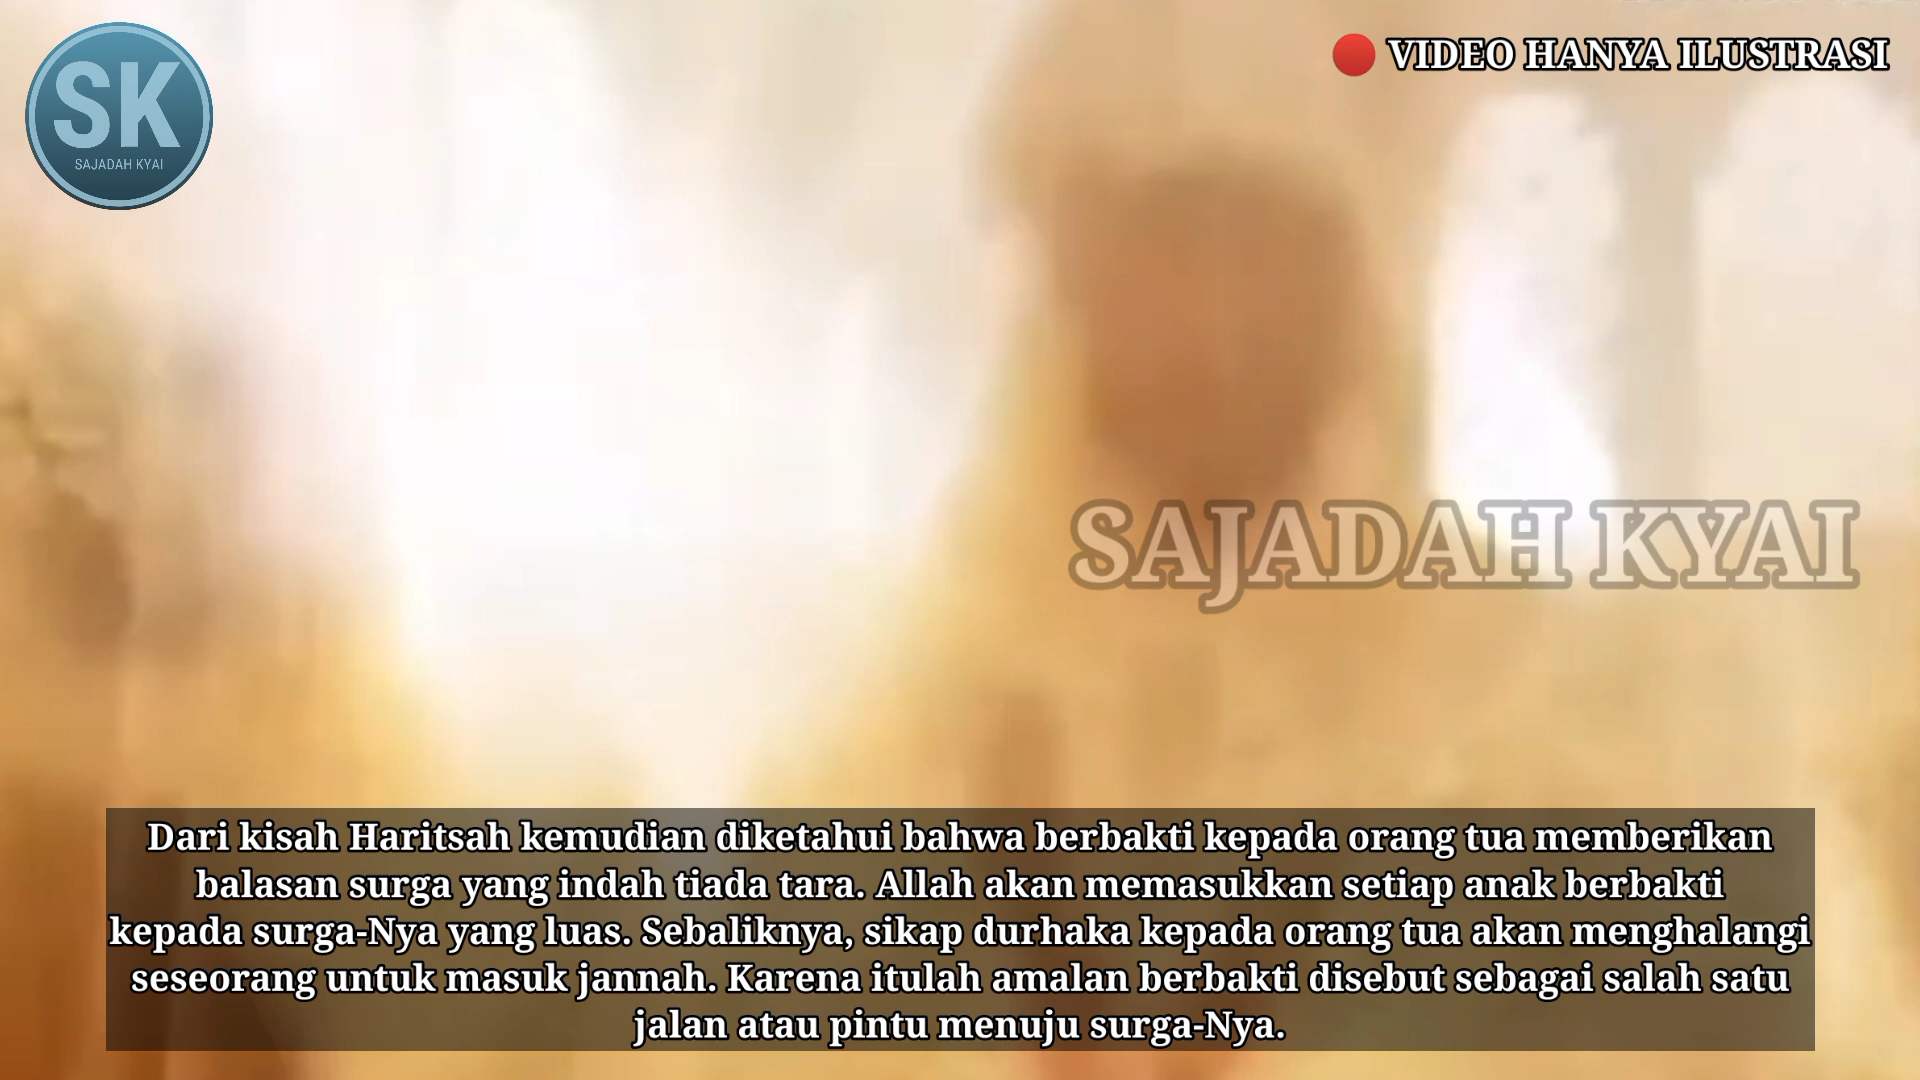 SK
SAJADAH KYAI
VIDEO HANYA ILUSTRASI
SAJADAH KYAI
Dari kisah Haritsah kemudian diketahui bahwa berbakti kepada orang tua memberikan
balasan surga yang indah tiada tara. Allah akan memasukkan setiap anak berbakti
kepada surga-Nya yang luas. Sebaliknya, sikap durhaka kepada orang tua akan menghalangi
seseorang untuk masuk jannah. Karena itulah amalan berbakti disebut sebagai salah satu
jalan atau pintu menuju surga-Nya.